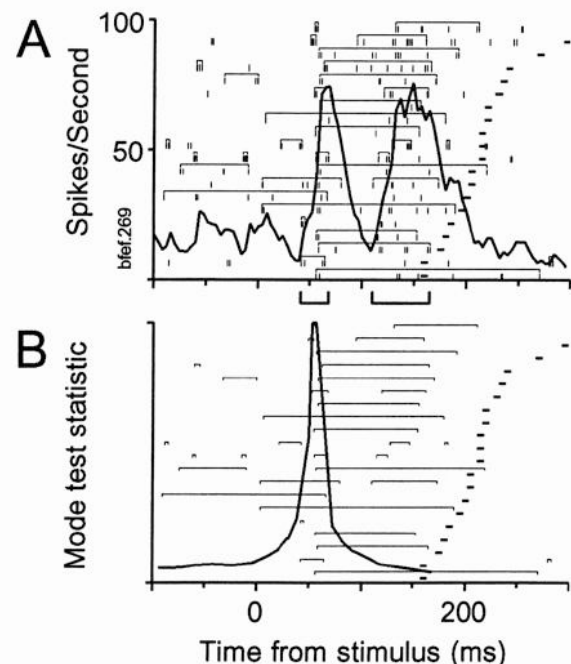 A
100
50
Spikes/Second
bfef.269
B
Mode test statistic
0
200
Time from stimulus (ms)